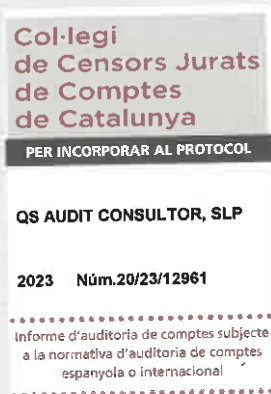 Col·legi
de Censors Jurats
de Comptes
de Catalunya
PER INCORPORAR AL PROTOCOL
QS AUDIT CONSULTOR, SLP
2023 Núm.20/23/12961
Informe d'auditoria de comptes subjecte
a la normativa d'auditoria de comptes
espanyola o internacional